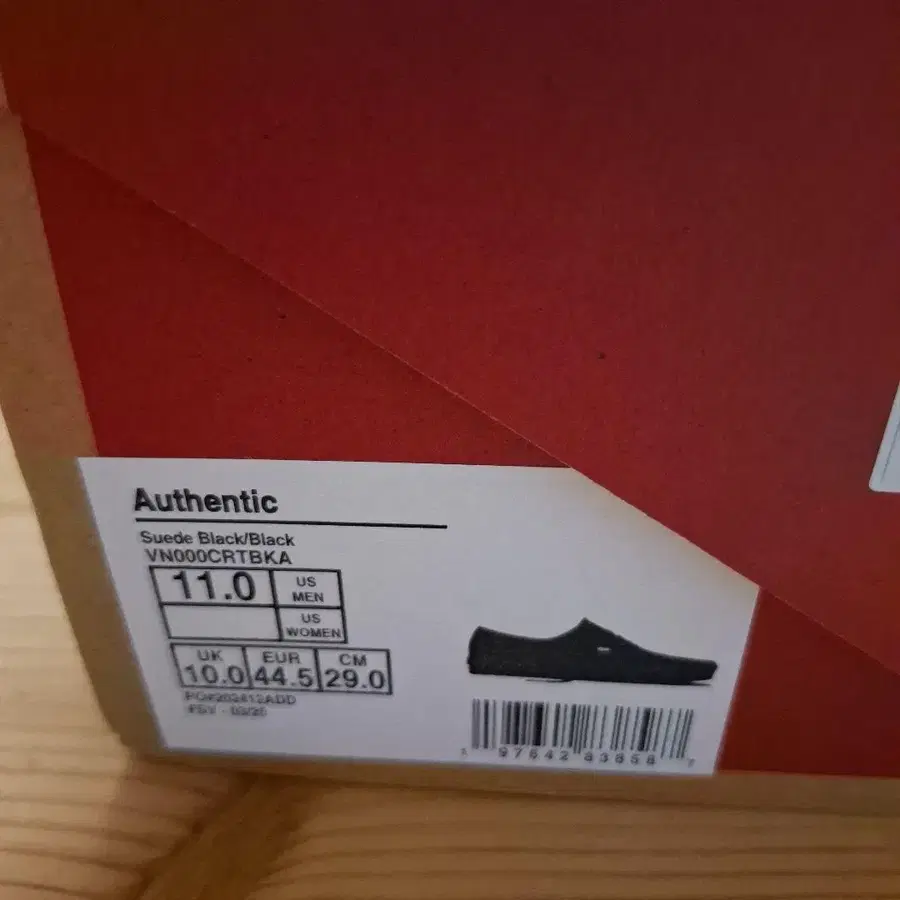 Authentic
Suede Black/Black
VN000CRTBKA
11.0 US MEN
US WOMEN
UK EUR CM
10.0 44.5 29.0